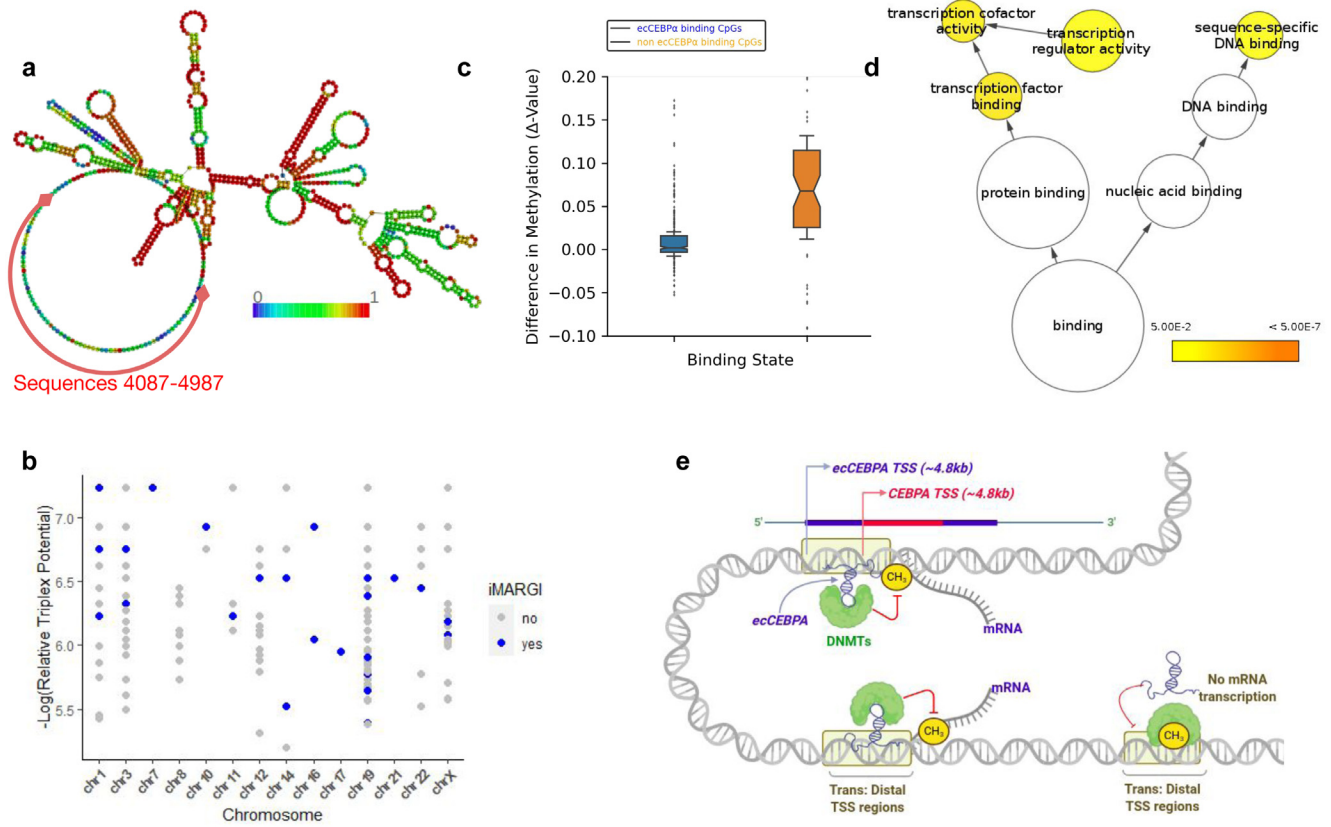 a
0
1
Sequences 4087-4987
c
ecCEBPα binding CpGs
non ecCEBPα binding CpGs
Difference in Methylation (Δ-Value)
0.20
0.15
0.10
0.05
0.00
−0.05
−0.10
Binding State
d
transcription cofactor
activity
transcription
regulator activity
sequence-specific
DNA binding
transcription factor
binding
DNA binding
protein binding
nucleic acid binding
binding
5.00E-2
< 5.00E-7
b
-Log(Relative Triplex Potential)
7.0
6.5
6.0
5.5
chr1
chr3
chr7
chr8
chr10
chr11
chr12
chr14
chr16
chr17
chr19
chr21
chr22
chrX
Chromosome
iMARGI
no
yes
e
ecCEBPA TSS (~4.8kb)
CEBPA TSS (~4.8kb)
5'
3'
CH₃
ecCEBPA
DNMTs
mRNA
mRNA
CH₃
No mRNA
transcription
CH₃
Trans: Distal
TSS regions
Trans: Distal
TSS regions